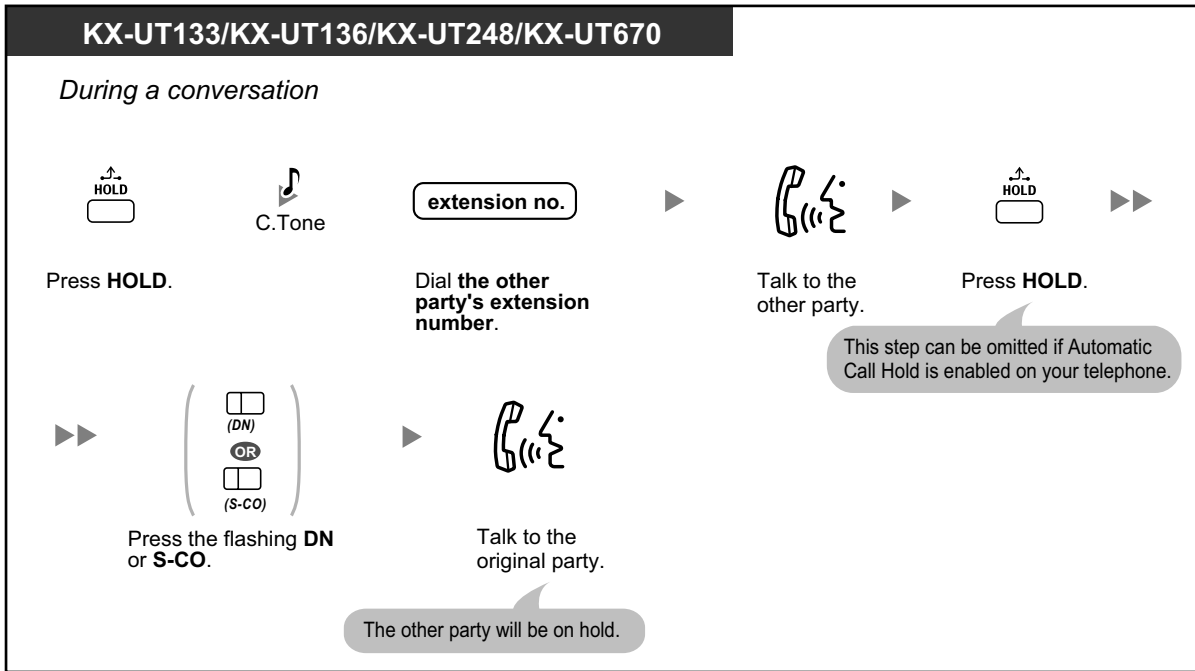 KX-UT133/KX-UT136/KX-UT248/KX-UT670
During a conversation
HOLD
C.Tone
extension no.
HOLD
Press HOLD.
Dial the other
party's extension
number.
Talk to the
other party.
Press HOLD.
This step can be omitted if Automatic
Call Hold is enabled on your telephone.
(DN)
OR
(S-CO)
Press the flashing DN
or S-CO.
Talk to the
original party.
The other party will be on hold.